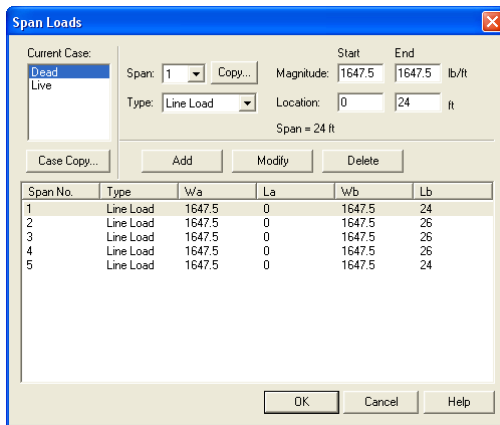 Span Loads
Current Case:
Dead
Live
Case Copy...
Span: 1 Copy...
Type: Line Load
Start End
Magnitude: 1647.5 1647.5 lb/ft
Location: 0 24 ft
Span = 24 ft
Add Modify Delete
Span No. Type Wa La Wb Lb
1 Line Load 1647.5 0 1647.5 24
2 Line Load 1647.5 0 1647.5 26
3 Line Load 1647.5 0 1647.5 26
4 Line Load 1647.5 0 1647.5 26
5 Line Load 1647.5 0 1647.5 24
OK Cancel Help